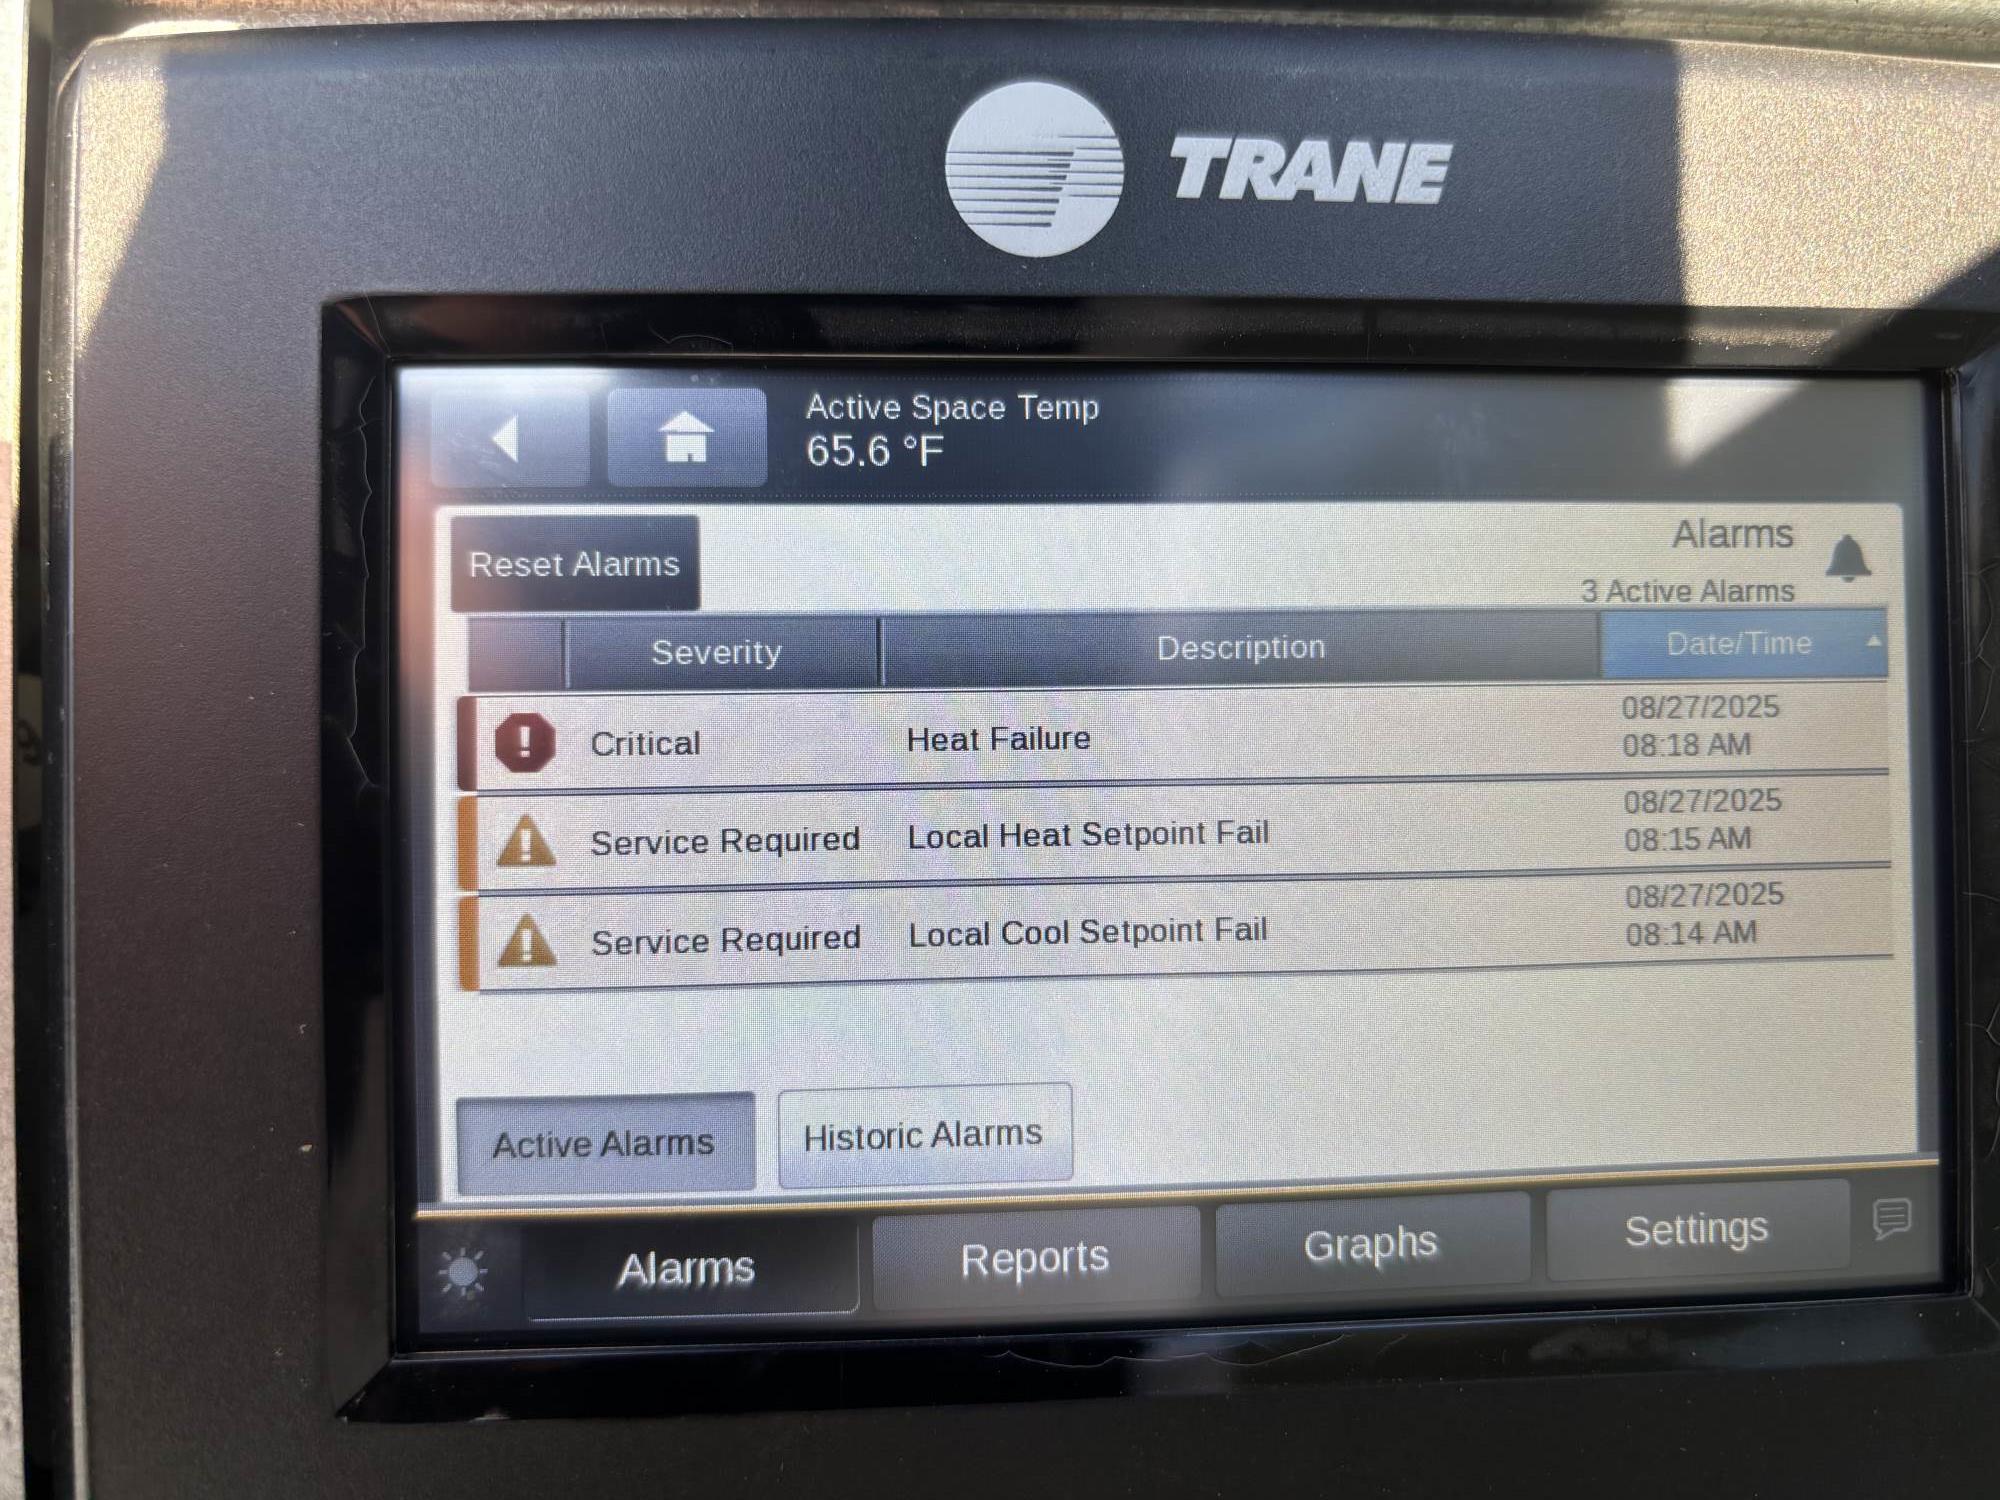 TRANE
Active Space Temp
65.6 °F
Reset Alarms
Alarms
3 Active Alarms
Severity Description Date/Time
Critical Heat Failure 08/27/2025 08:18 AM
Service Required Local Heat Setpoint Fail 08/27/2025 08:15 AM
Service Required Local Cool Setpoint Fail 08/27/2025 08:14 AM
Active Alarms Historic Alarms
Alarms Reports Graphs Settings